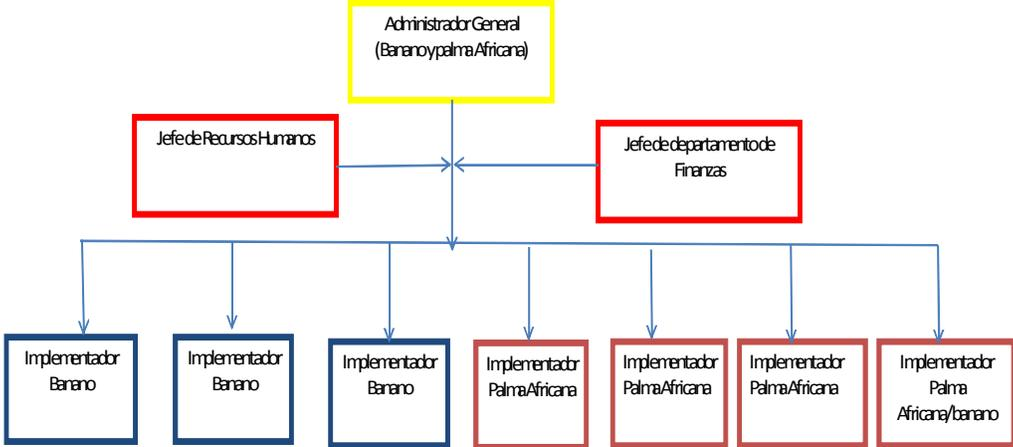 Administrador General
(Banano y palma Africana)
Jefe de Recursos Humanos
Jefe de departamento de
Finanzas
Implementador
Banano
Implementador
Banano
Implementador
Banano
Implementador
Palma Africana
Implementador
Palma Africana
Implementador
Palma Africana
Implementador
Palma
Africana/banano